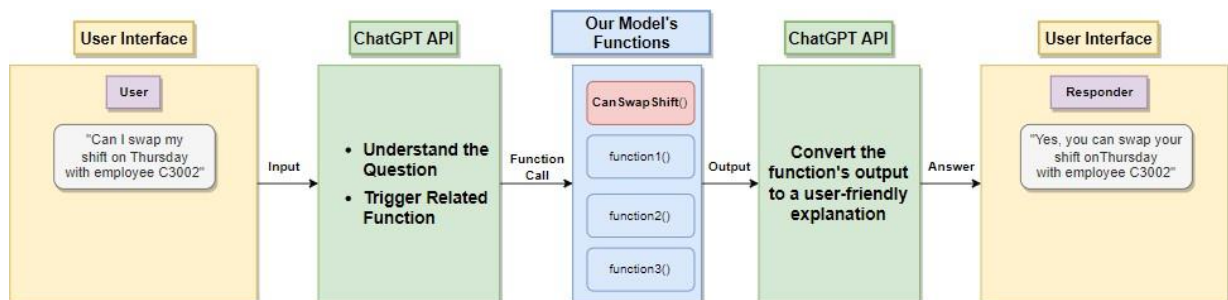 User Interface
User
"Can I swap my
shift on Thursday
with employee C3002"
Input
ChatGPT API
• Understand the
Question
• Trigger Related
Function
Function
Call
Our Model's
Functions
CanSwapShift()
function1()
function2()
function3()
Output
ChatGPT API
Convert the
function's output
to a user-friendly
explanation
Answer
User Interface
Responder
"Yes, you can swap your
shift onThursday
with employee C3002"